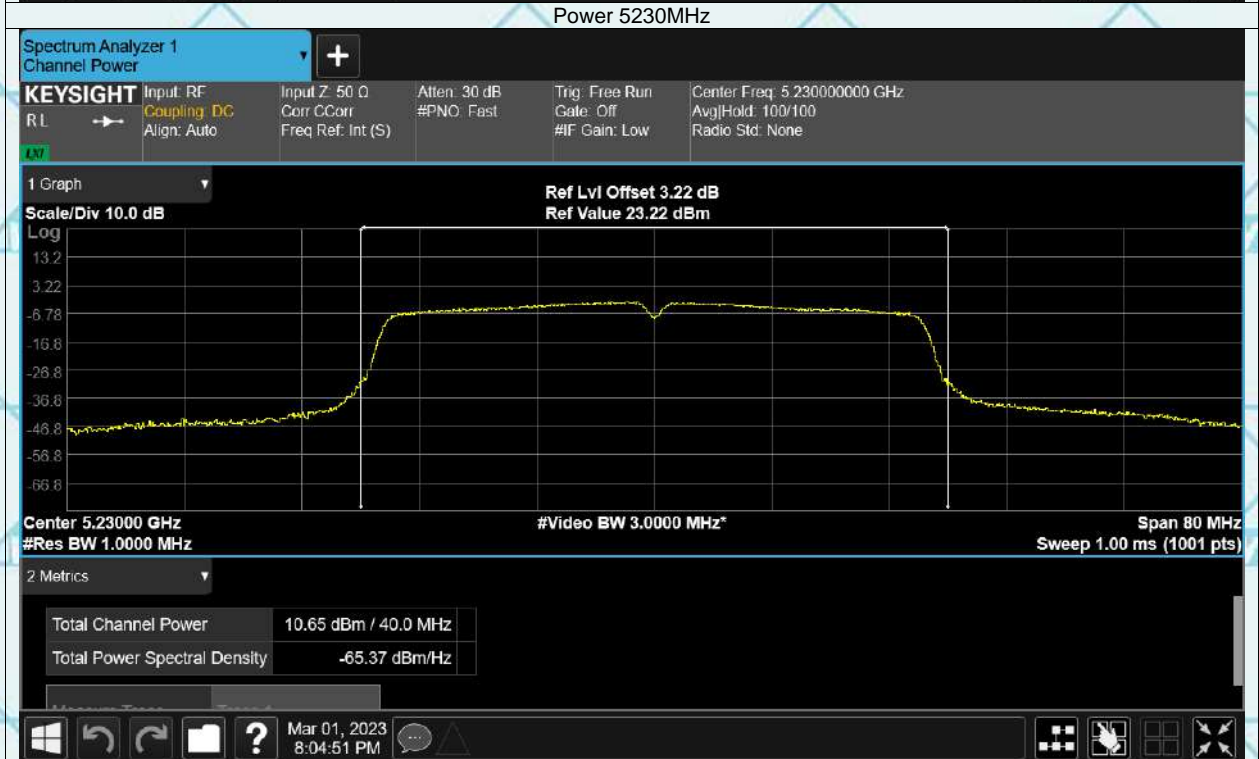 Power 5230MHz
Spectrum Analyzer 1
Channel Power
+
KEYSIGHT
RL
LXI
Input: RF
Coupling: DC
Align: Auto
Input Z: 50 Ω
Corr CCorr
Freq Ref: Int (S)
Atten: 30 dB
#PNO: Fast
Trig: Free Run
Gate: Off
#IF Gain: Low
Center Freq: 5.230000000 GHz
Avg|Hold: 100/100
Radio Std: None
1 Graph
Scale/Div 10.0 dB
Ref Lvl Offset 3.22 dB
Ref Value 23.22 dBm
Log
13.2
3.22
-6.78
-16.8
-26.8
-36.8
-46.8
-56.8
-66.8
Center 5.23000 GHz
#Res BW 1.0000 MHz
#Video BW 3.0000 MHz*
Span 80 MHz
Sweep 1.00 ms (1001 pts)
2 Metrics
Total Channel Power 10.65 dBm / 40.0 MHz
Total Power Spectral Density -65.37 dBm/Hz
?
Mar 01, 2023
8:04:51 PM